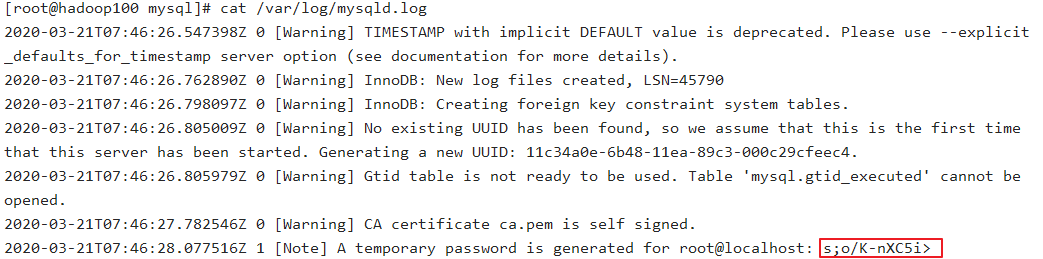 [root@hadoop100 mysql]# cat /var/log/mysqld.log
2020-03-21T07:46:26.547398Z 0 [Warning] TIMESTAMP with implicit DEFAULT value is deprecated. Please use --explicit
_defaults_for_timestamp server option (see documentation for more details).
2020-03-21T07:46:26.762890Z 0 [Warning] InnoDB: New log files created, LSN=45790
2020-03-21T07:46:26.798097Z 0 [Warning] InnoDB: Creating foreign key constraint system tables.
2020-03-21T07:46:26.805009Z 0 [Warning] No existing UUID has been found, so we assume that this is the first time
that this server has been started. Generating a new UUID: 11c34a0e-6b48-11ea-89c3-000c29cfeec4.
2020-03-21T07:46:26.805979Z 0 [Warning] Gtid table is not ready to be used. Table 'mysql.gtid_executed' cannot be
opened.
2020-03-21T07:46:27.782546Z 0 [Warning] CA certificate ca.pem is self signed.
2020-03-21T07:46:28.077516Z 1 [Note] A temporary password is generated for root@localhost: s;o/K-nXC5i>